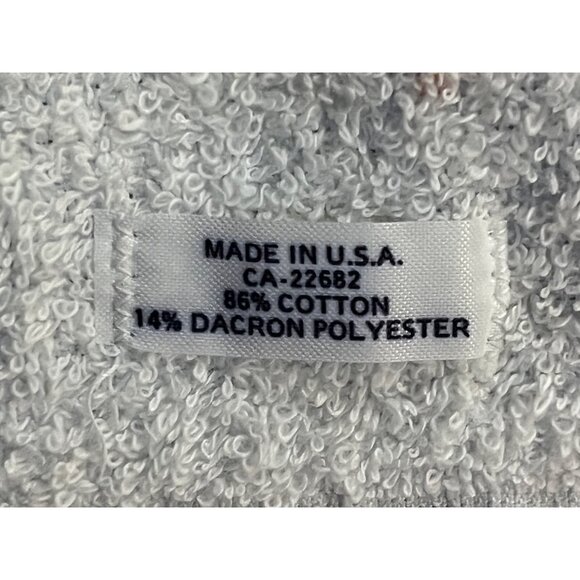 MADE IN U.S.A.
CA-22682
86% COTTON
14% DACRON POLYESTER